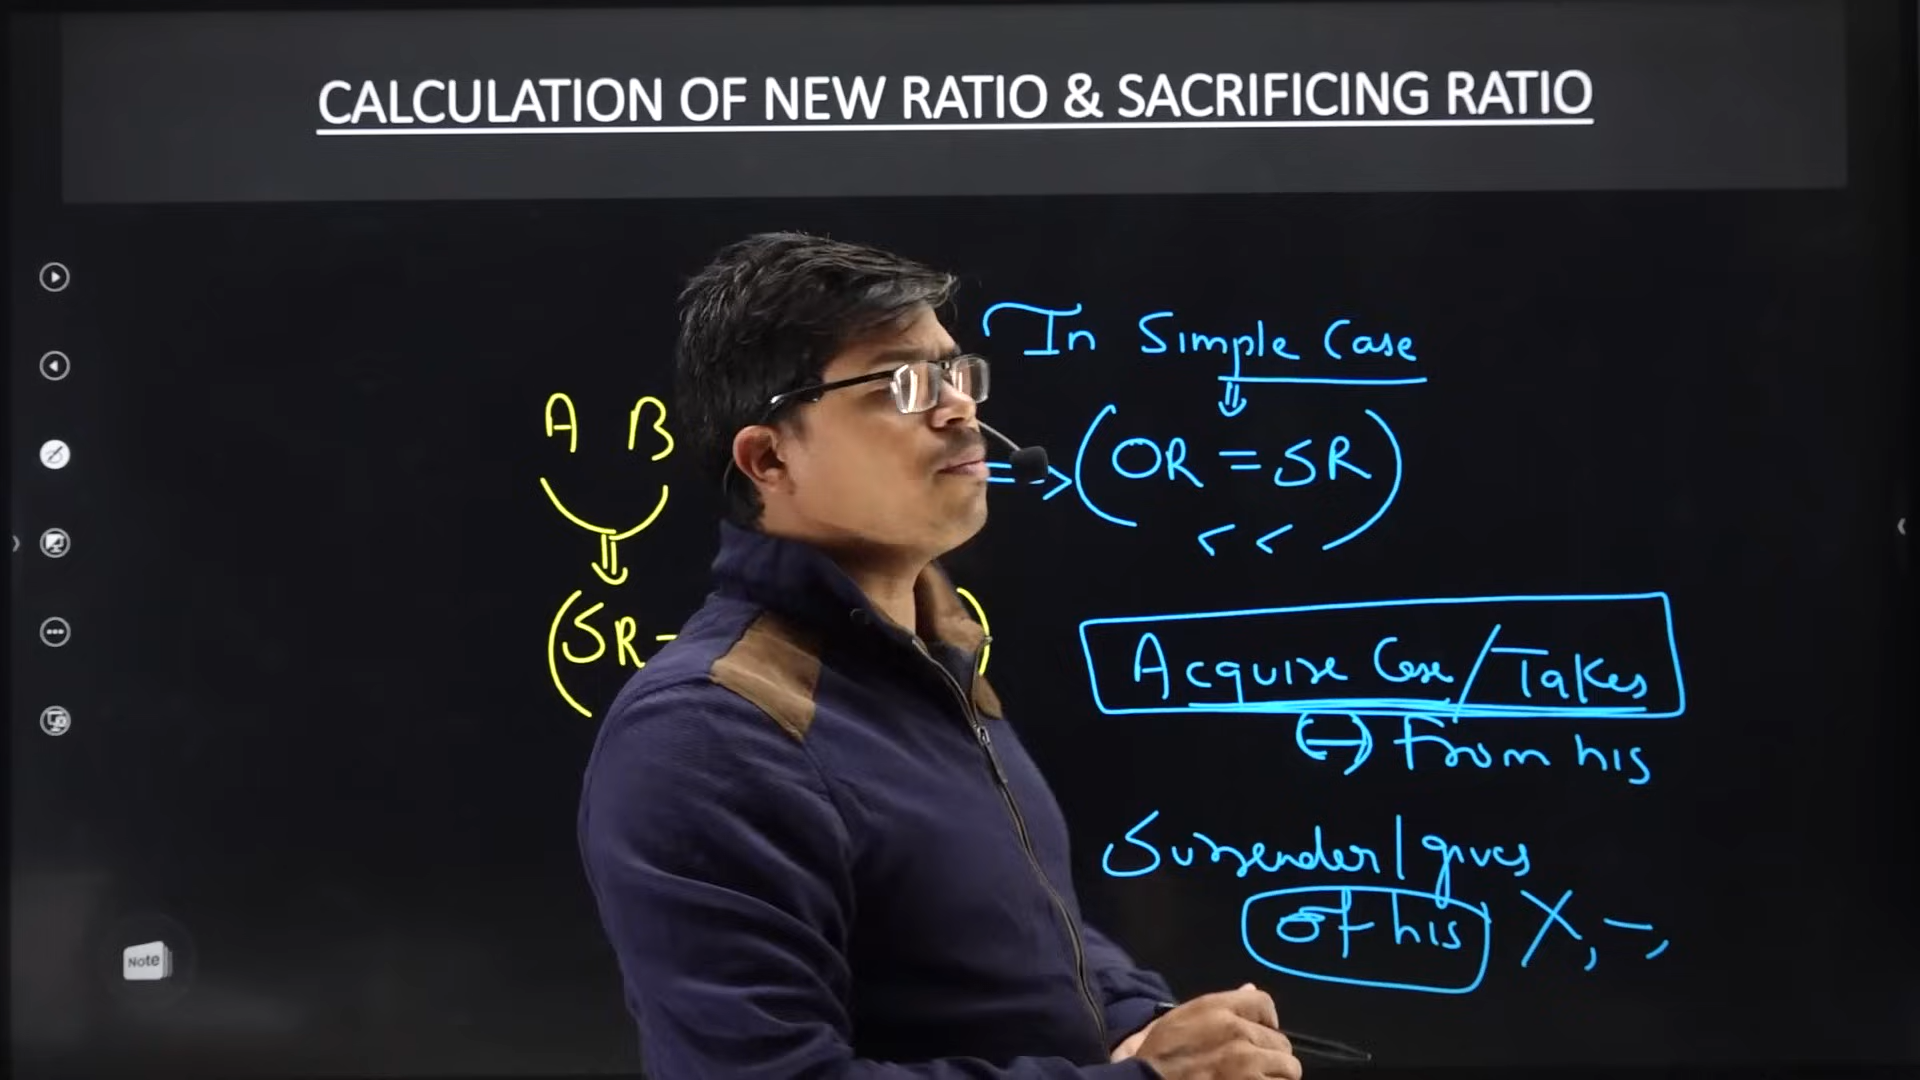 CALCULATION OF NEW RATIO & SACRIFICING RATIO
In Simple Case
A B
=> (OR = SR)
(SR -
Acquire Case / Takes
(-) From his
Surrender / gives
of his X, -,
Note